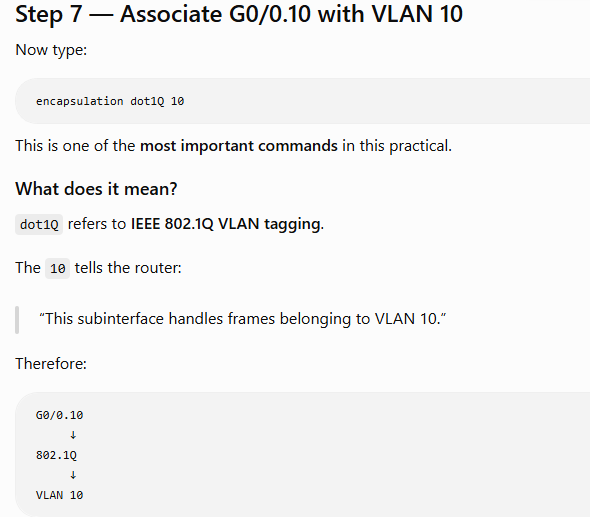 Step 7 — Associate G0/0.10 with VLAN 10
Now type:
encapsulation dot1Q 10
This is one of the most important commands in this practical.
What does it mean?
dot1Q refers to IEEE 802.1Q VLAN tagging.
The 10 tells the router:
“This subinterface handles frames belonging to VLAN 10.”
Therefore:
G0/0.10
↓
802.1Q
↓
VLAN 10